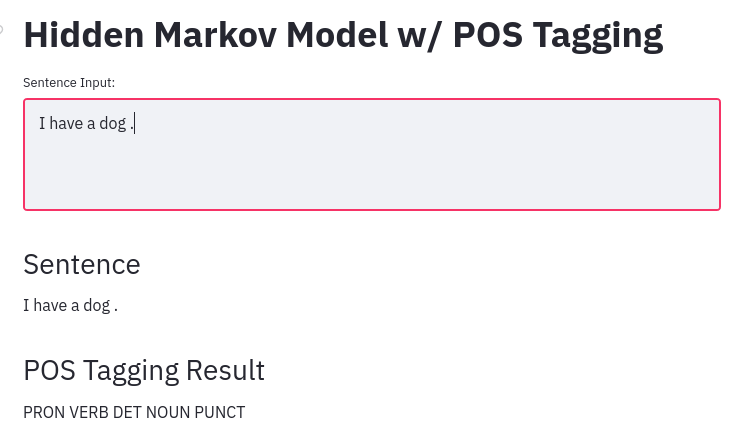 Hidden Markov Model w/ POS Tagging
Sentence Input:
I have a dog .
Sentence
I have a dog .
POS Tagging Result
PRON VERB DET NOUN PUNCT